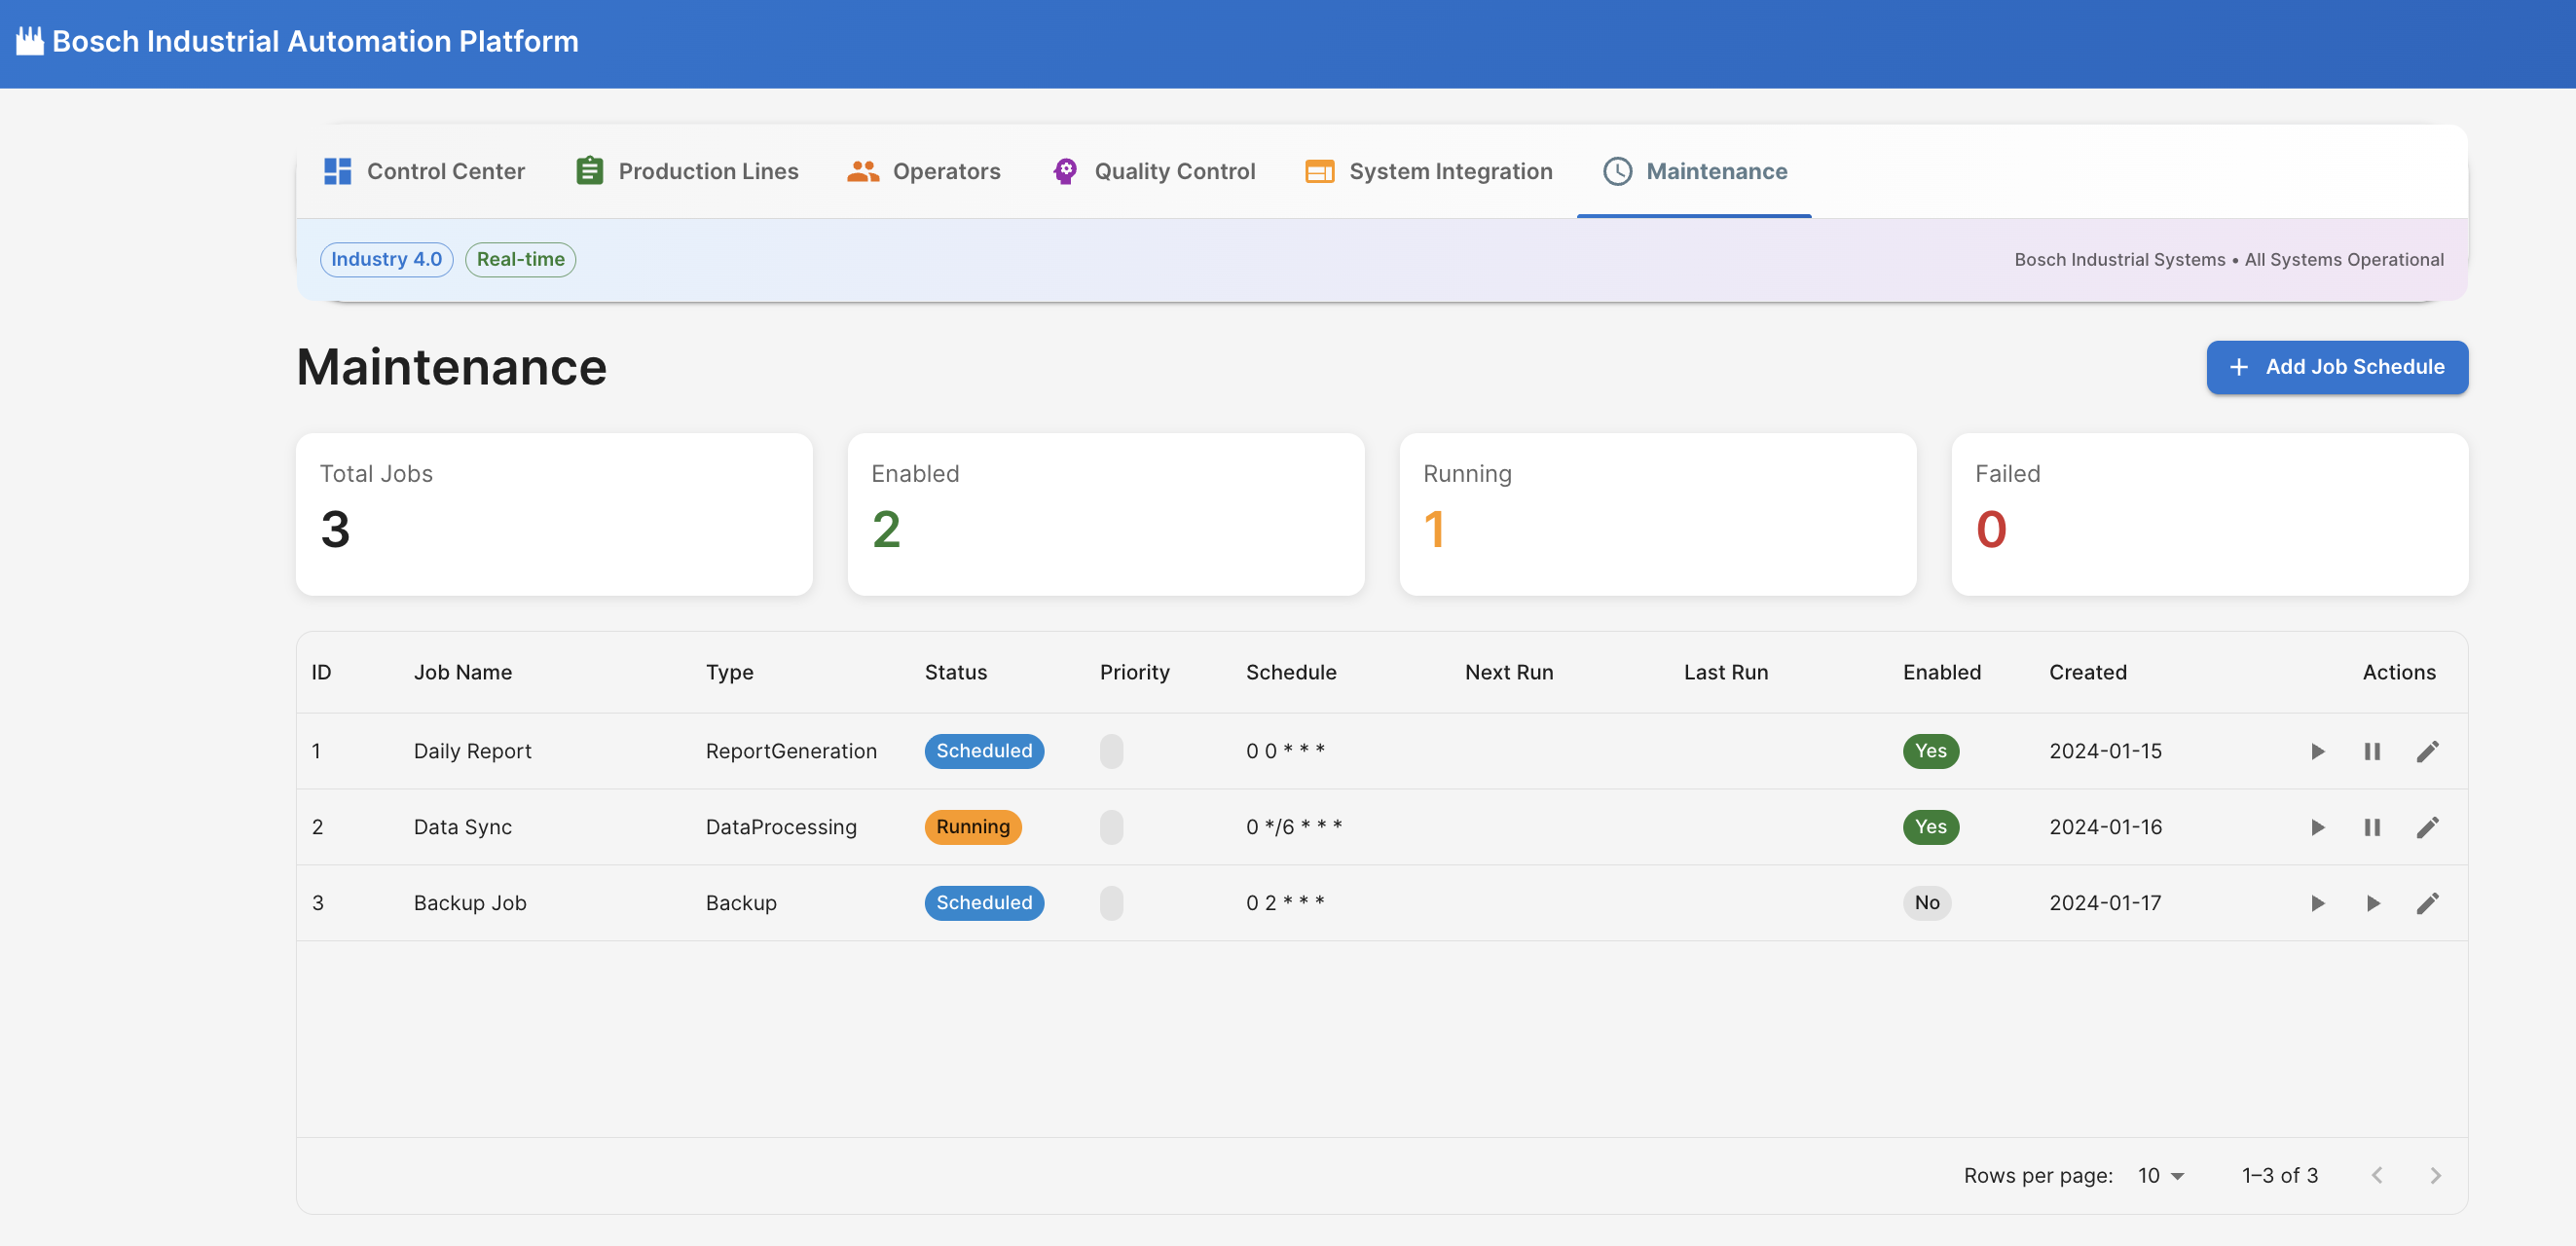 Bosch Industrial Automation Platform
Control Center Production Lines Operators Quality Control System Integration Maintenance
Industry 4.0 Real-time Bosch Industrial Systems • All Systems Operational
Maintenance
+ Add Job Schedule
Total Jobs Enabled Running Failed
3 2 1 0
ID Job Name Type Status Priority Schedule Next Run Last Run Enabled Created Actions
1 Daily Report ReportGeneration Scheduled 0 0 * * * Yes 2024-01-15
2 Data Sync DataProcessing Running 0 */6 * * * Yes 2024-01-16
3 Backup Job Backup Scheduled 0 2 * * * No 2024-01-17
Rows per page: 10 1–3 of 3